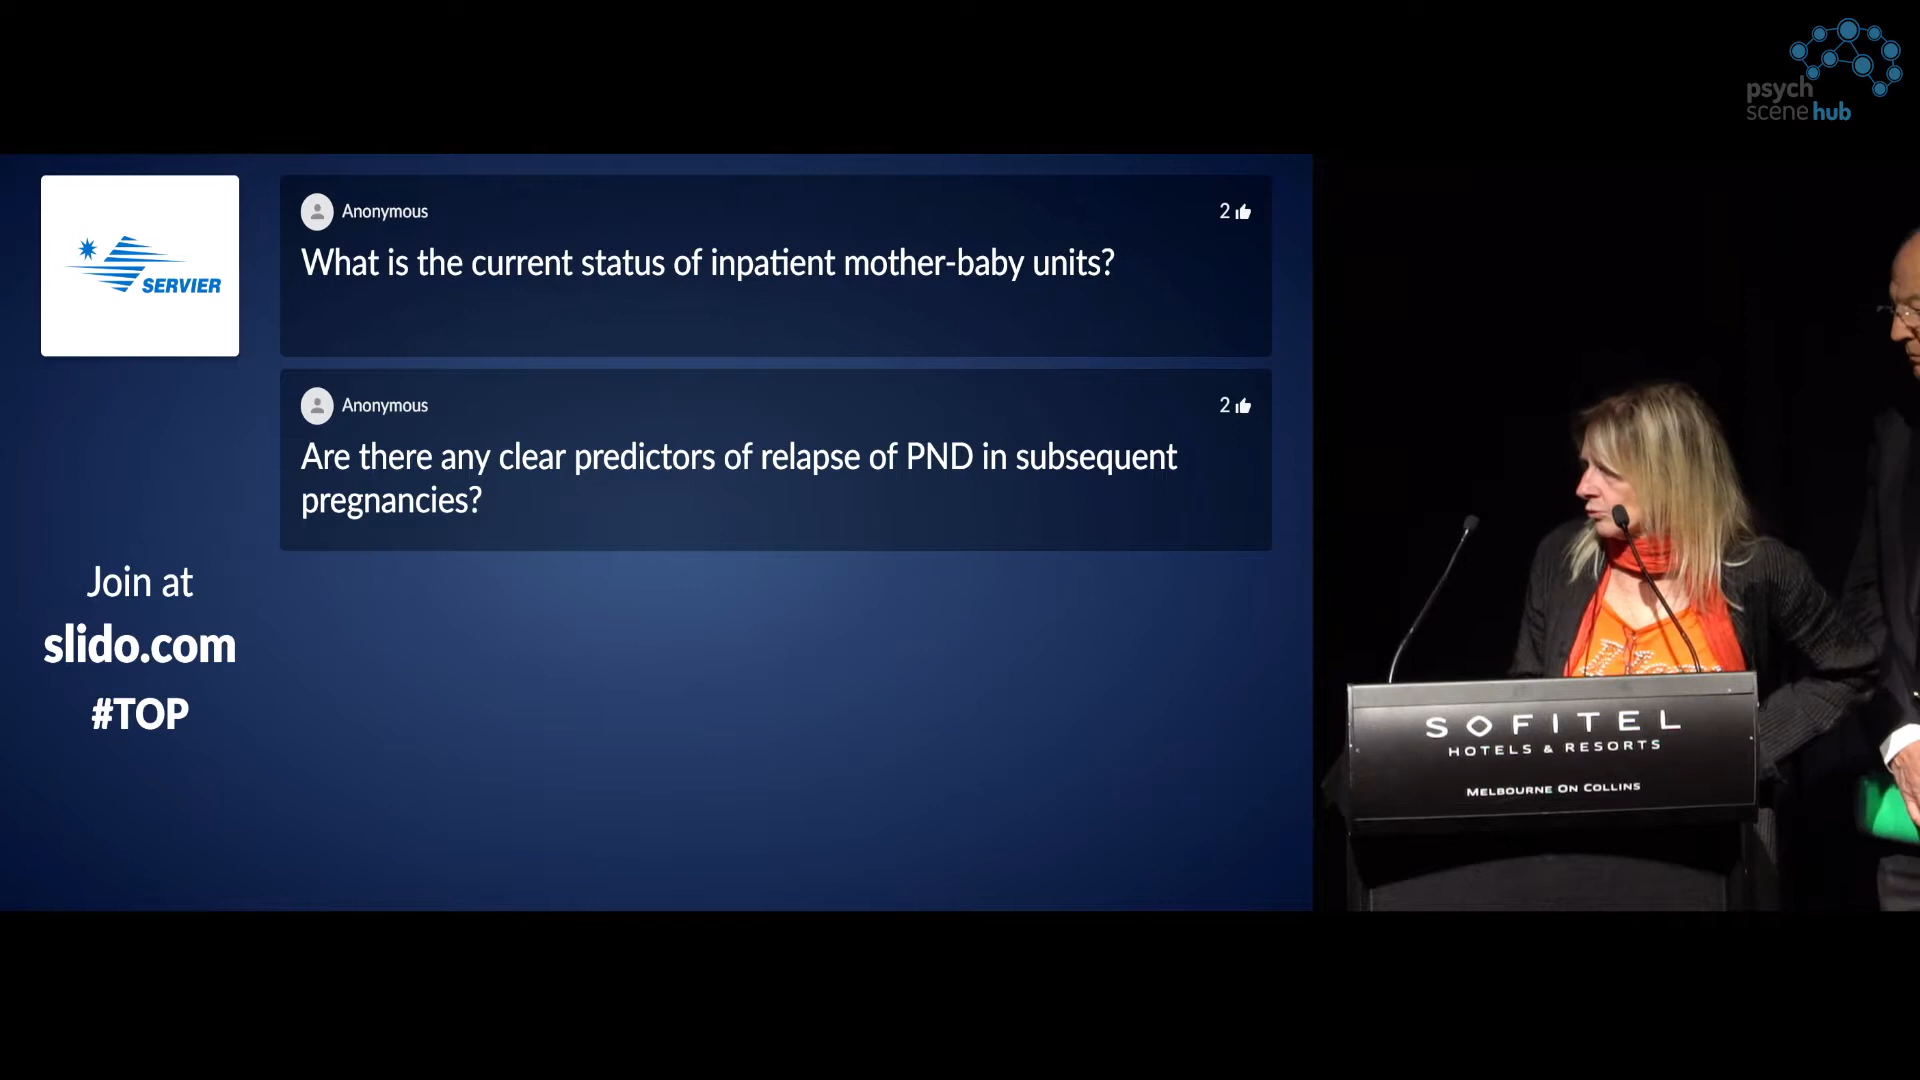 psych
scene hub
SERVIER
Anonymous
2
What is the current status of inpatient mother-baby units?
Anonymous
2
Are there any clear predictors of relapse of PND in subsequent
pregnancies?
Join at
slido.com
#TOP
SOFITEL
HOTELS & RESORTS
MELBOURNE ON COLLINS